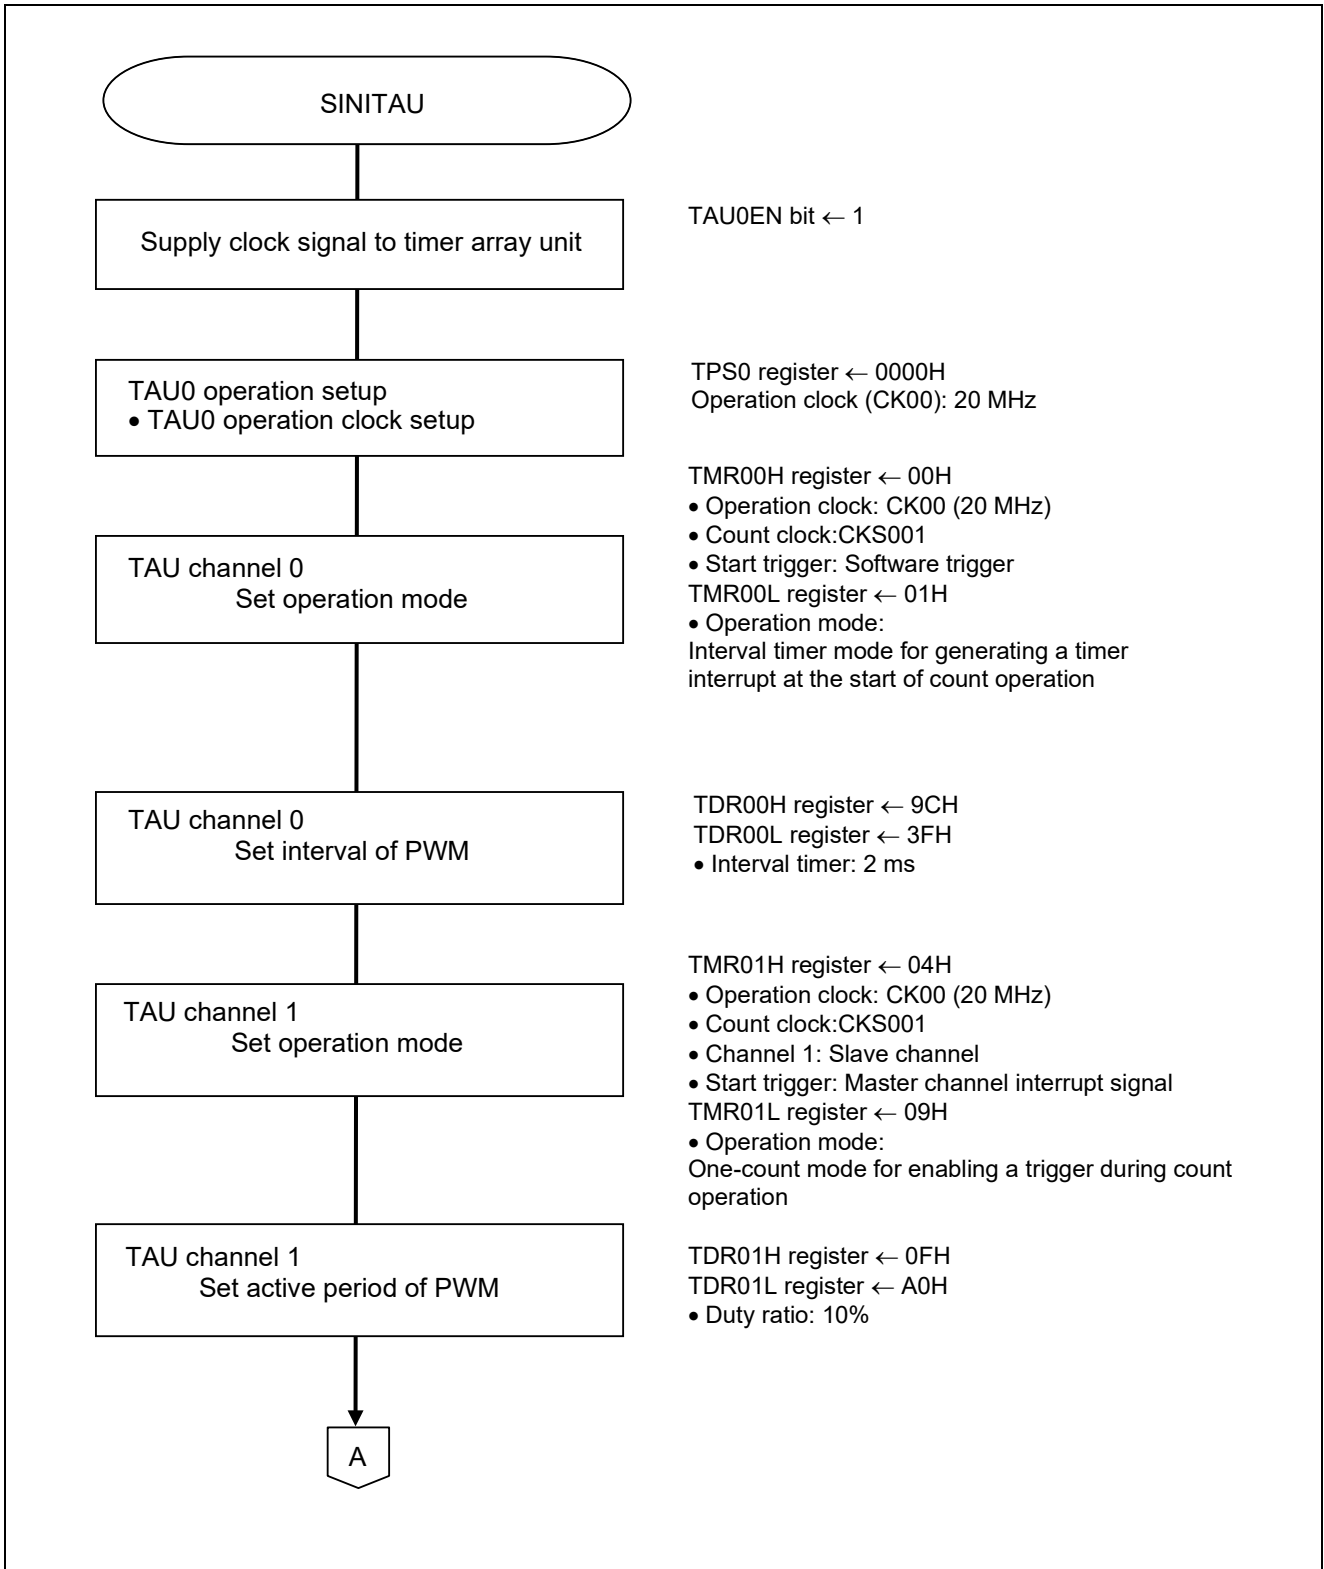 SINITAU
Supply clock signal to timer array unit
TAU0EN bit ← 1
TAU0 operation setup
• TAU0 operation clock setup
TPS0 register ← 0000H
Operation clock (CK00): 20 MHz
TAU channel 0
Set operation mode
TMR00H register ← 00H
• Operation clock: CK00 (20 MHz)
• Count clock:CKS001
• Start trigger: Software trigger
TMR00L register ← 01H
• Operation mode:
Interval timer mode for generating a timer
interrupt at the start of count operation
TAU channel 0
Set interval of PWM
TDR00H register ← 9CH
TDR00L register ← 3FH
• Interval timer: 2 ms
TAU channel 1
Set operation mode
TMR01H register ← 04H
• Operation clock: CK00 (20 MHz)
• Count clock:CKS001
• Channel 1: Slave channel
• Start trigger: Master channel interrupt signal
TMR01L register ← 09H
• Operation mode:
One-count mode for enabling a trigger during count
operation
TAU channel 1
Set active period of PWM
TDR01H register ← 0FH
TDR01L register ← A0H
• Duty ratio: 10%
A